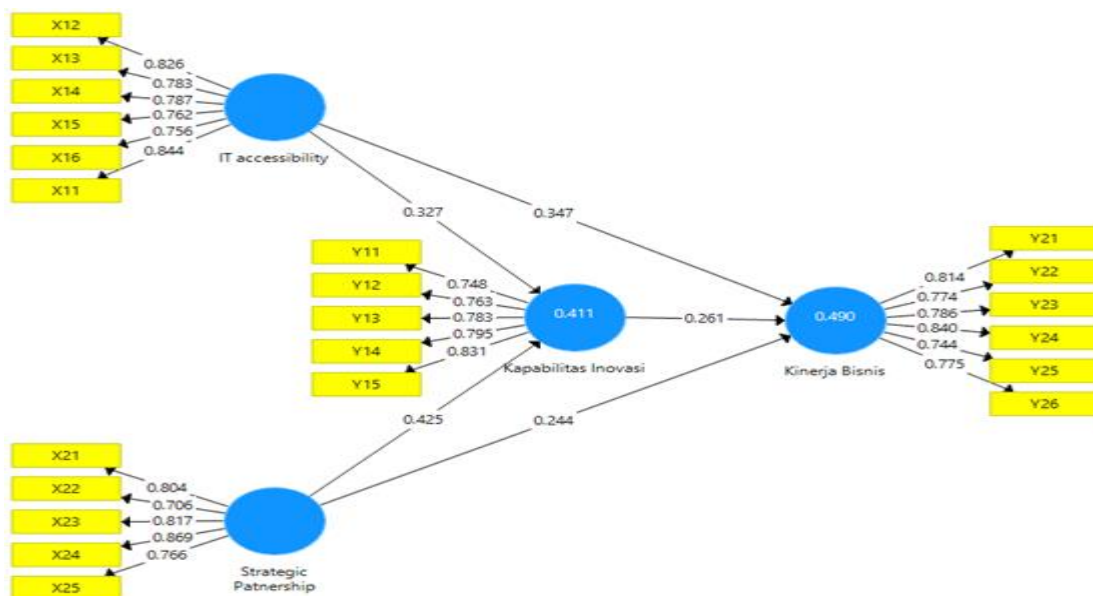 X12
X13
X14
X15
X16
X11
0.826
0.783
0.787
0.762
0.756
0.844
IT accessibility
0.327
0.347
Y11
Y12
Y13
Y14
Y15
0.748
0.763
0.783
0.795
0.831
0.411
Kapabilitas Inovasi
0.261
0.490
Kinerja Bisnis
0.814
0.774
0.786
0.840
0.744
0.775
Y21
Y22
Y23
Y24
Y25
Y26
0.425
0.244
X21
X22
X23
X24
X25
0.804
0.706
0.817
0.869
0.766
Strategic
Patnership